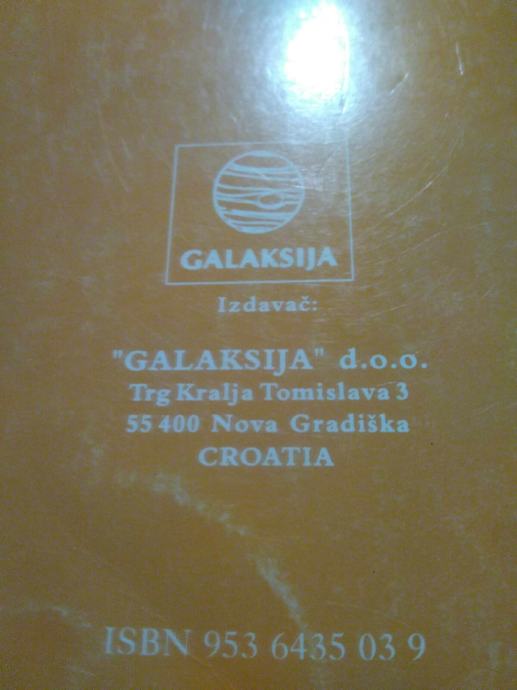 GALAKSIJA
Izdavač:
"GALAKSIJA" d.o.o.
Trg Kralja Tomislava 3
55 400 Nova Gradiška
CROATIA
ISBN 953 6435 03 9